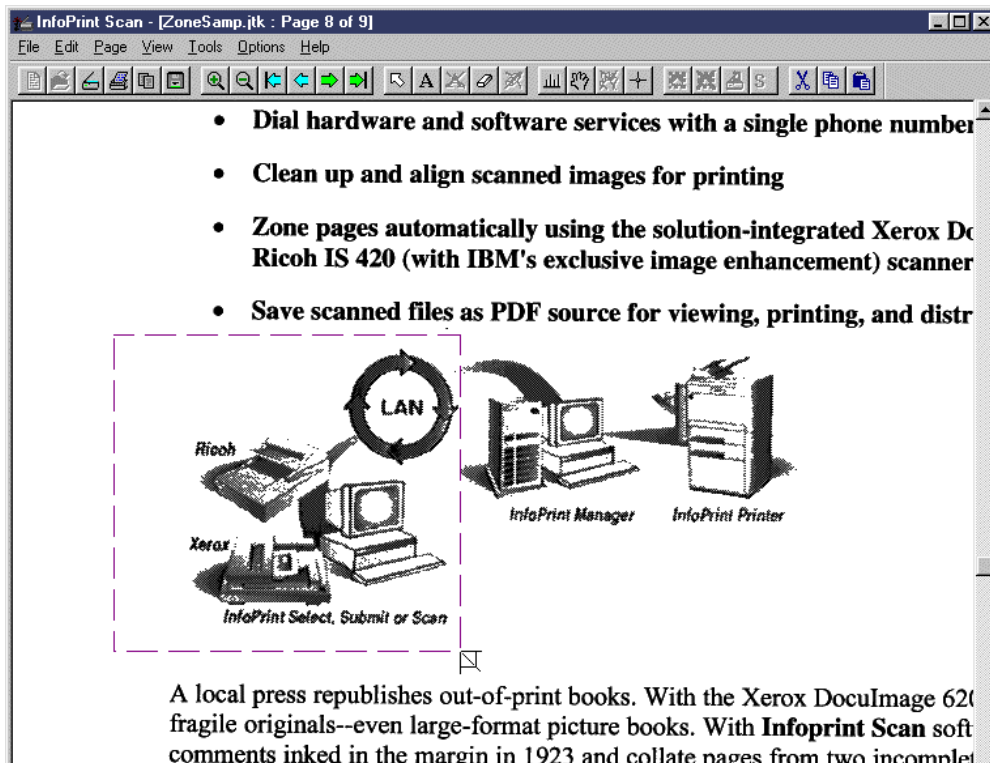 InfoPrint Scan - [ZoneSamp.jtk : Page 8 of 9]
File Edit Page View Tools Options Help
A S
• Dial hardware and software services with a single phone number
• Clean up and align scanned images for printing
• Zone pages automatically using the solution-integrated Xerox Do
Ricoh IS 420 (with IBM's exclusive image enhancement) scanner
• Save scanned files as PDF source for viewing, printing, and distr
LAN
Ricoh
Xerox
InfoPrint Manager
InfoPrint Printer
InfoPrint Select, Submit or Scan
A local press republishes out-of-print books. With the Xerox DocuImage 620
fragile originals--even large-format picture books. With Infoprint Scan soft
comments inked in the margin in 1923 and collate pages from two incomplet